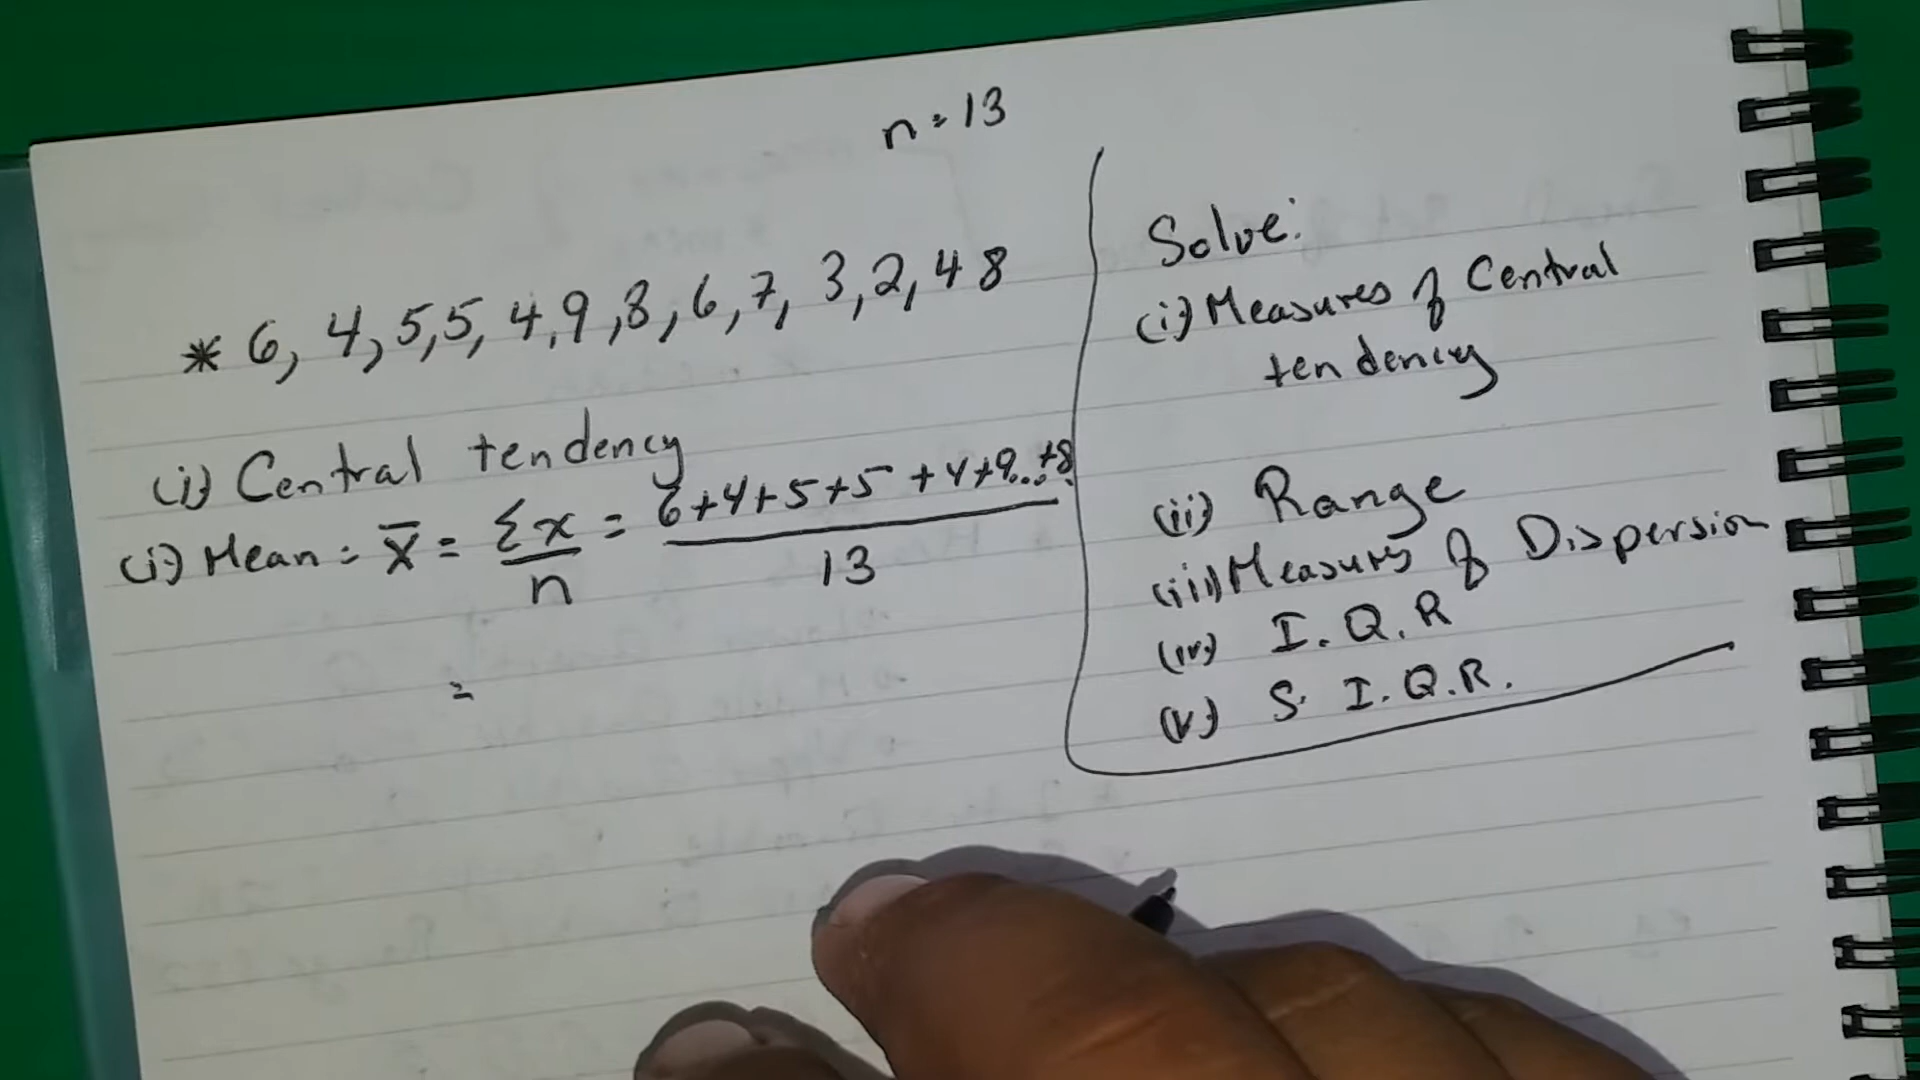 n = 13
* 6, 4, 5, 5, 4, 9, 8, 6, 7, 3, 2, 4 8
(i) Central tendency
(i) Mean = x̄ = Σx/n = 6+4+5+5+4+9...+8/13
=
Solve:
(i) Measures of Central
tendency
(ii) Range
(iii) Measures of Dispersion
(iv) I.Q.R
(v) S. I.Q.R.